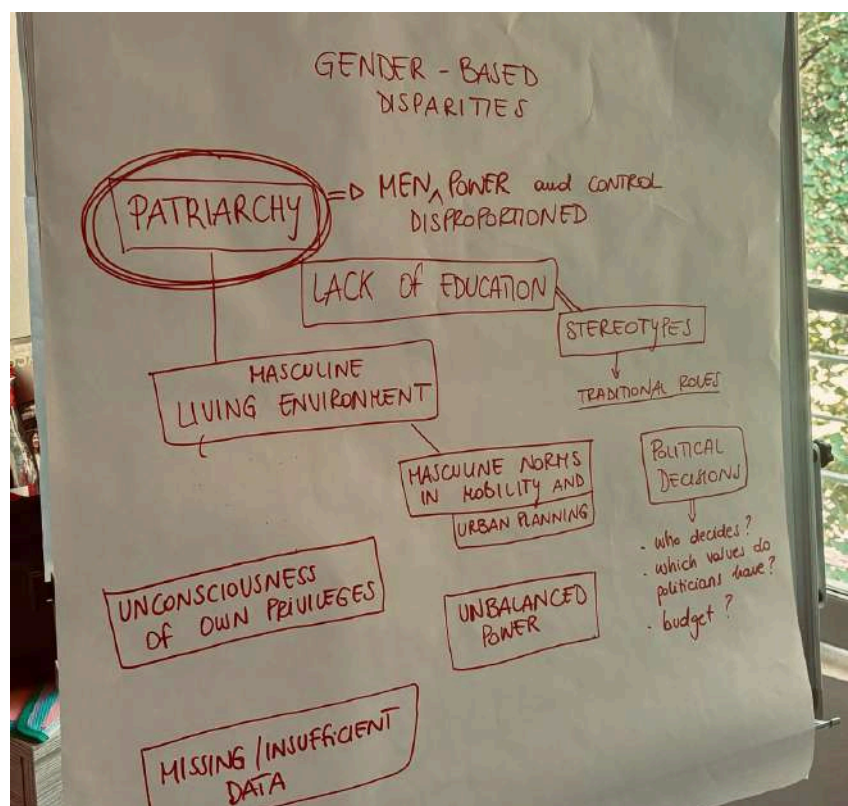 GENDER - BASED
DISPARITIES
PATRIARCHY
=> MEN ^ POWER and CONTROL
DISPROPORTIONED
LACK of EDUCATION
STEREOTYPES
TRADITIONAL ROLES
MASCULINE
LIVING ENVIRONMENT
MASCULINE NORMS
IN MOBILITY AND
URBAN PLANNING
POLITICAL
DECISIONS
· who decides?
· which values do
politicians have?
· budget?
UNCONSCIOUSNESS
Of OWN PRIVILEGES
UNBALANCED
POWER
MISSING/INSUFFICIENT
DATA